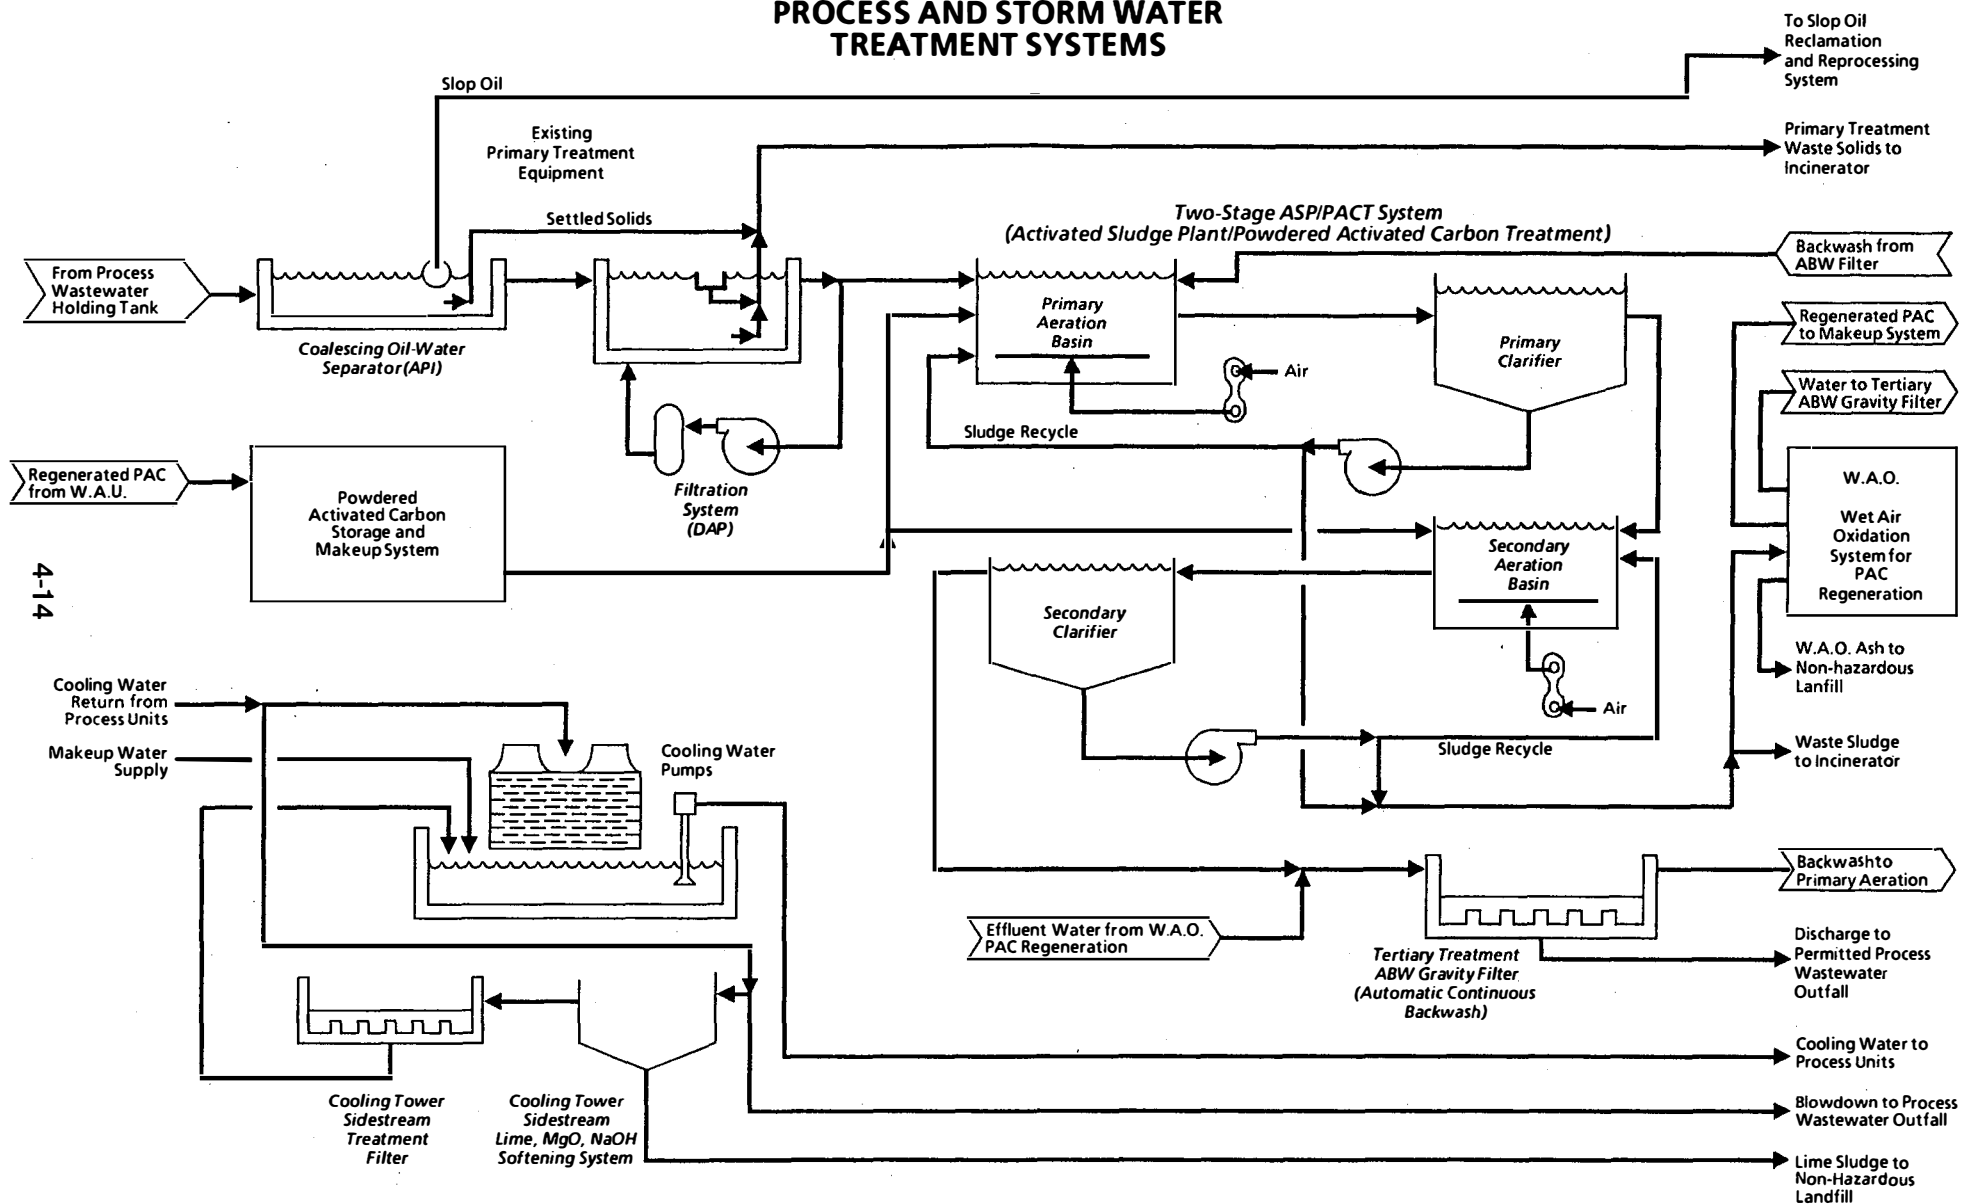 PROCESS AND STORM WATER
TREATMENT SYSTEMS
To Slop Oil
Reclamation
and Reprocessing
System
Slop Oil
Existing
Primary Treatment
Equipment
Primary Treatment
Waste Solids to
Incinerator
Settled Solids
Two-Stage ASP/PACT System
(Activated Sludge Plant/Powdered Activated Carbon Treatment)
Backwash from
ABW Filter
From Process
Wastewater
Holding Tank
Coalescing Oil-Water
Separator(API)
Primary
Aeration
Basin
Air
Primary
Clarifier
Regenerated PAC
to Makeup System
Water to Tertiary
ABW Gravity Filter
Sludge Recycle
Regenerated PAC
from W.A.U.
Powdered
Activated Carbon
Storage and
Makeup System
Filtration
System
(DAP)
W.A.O.
Wet Air
Oxidation
System for
PAC
Regeneration
Secondary
Aeration
Basin
Secondary
Clarifier
Air
4-14
W.A.O. Ash to
Non-hazardous
Lanfill
Cooling Water
Return from
Process Units
Makeup Water
Supply
Cooling Water
Pumps
Sludge Recycle
Waste Sludge
to Incinerator
Backwash to
Primary Aeration
Effluent Water from W.A.O.
PAC Regeneration
Tertiary Treatment
ABW Gravity Filter
(Automatic Continuous
Backwash)
Discharge to
Permitted Process
Wastewater
Outfall
Cooling Water to
Process Units
Cooling Tower
Sidestream
Treatment
Filter
Cooling Tower
Sidestream
Lime, MgO, NaOH
Softening System
Blowdown to Process
Wastewater Outfall
Lime Sludge to
Non-Hazardous
Landfill